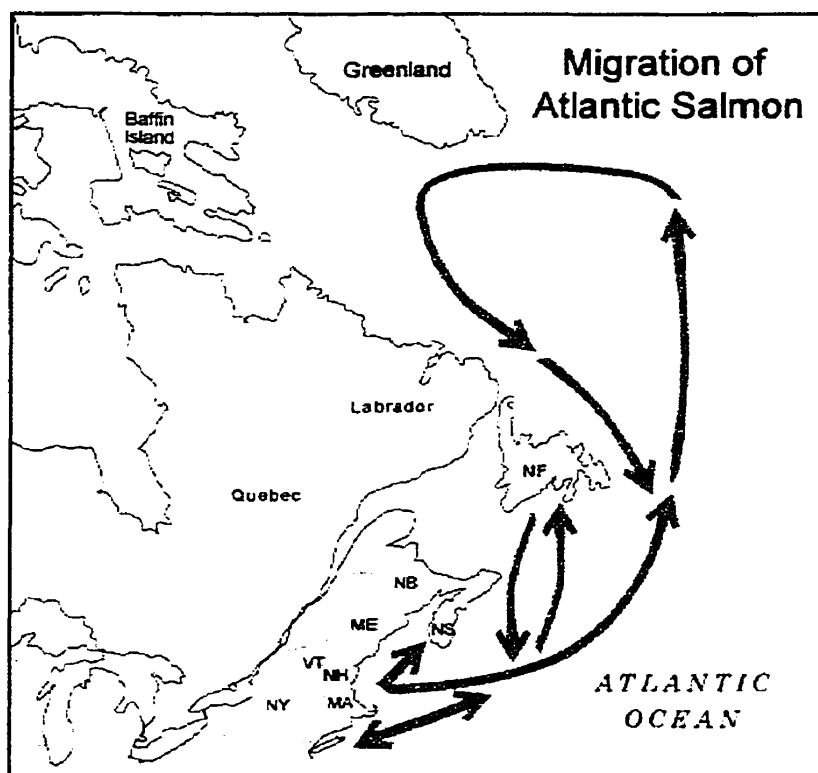 Migration of
Atlantic Salmon
Greenland
Baffin
Island
Labrador
NF
Quebec
NB
ME
NS
VT
NH
NY
MA
ATLANTIC
OCEAN